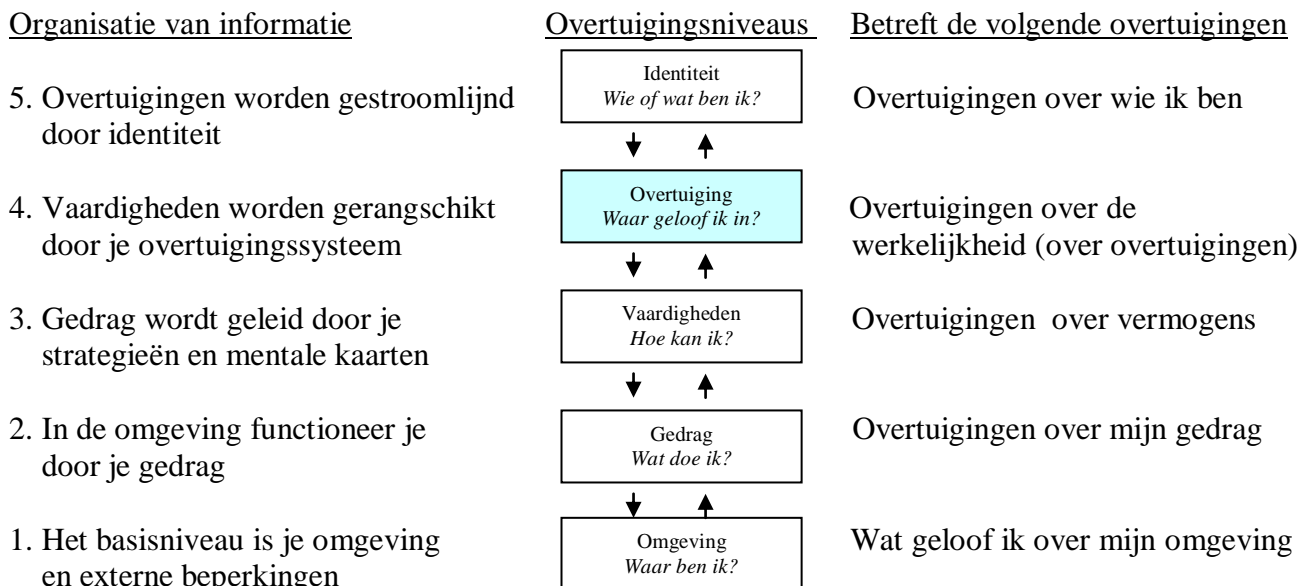 Organisatie van informatie    Overtuigingsniveaus    Betreft de volgende overtuigingen
Identiteit
Wie of wat ben ik?
5. Overtuigingen worden gestroomlijnd
door identiteit
Overtuigingen over wie ik ben
Overtuiging
Waar geloof ik in?
4. Vaardigheden worden gerangschikt
door je overtuigingssysteem
Overtuigingen over de
werkelijkheid (over overtuigingen)
Vaardigheden
Hoe kan ik?
3. Gedrag wordt geleid door je
strategieën en mentale kaarten
Overtuigingen over vermogens
Gedrag
Wat doe ik?
2. In de omgeving functioneer je
door je gedrag
Overtuigingen over mijn gedrag
Omgeving
Waar ben ik?
1. Het basisniveau is je omgeving
en externe beperkingen
Wat geloof ik over mijn omgeving